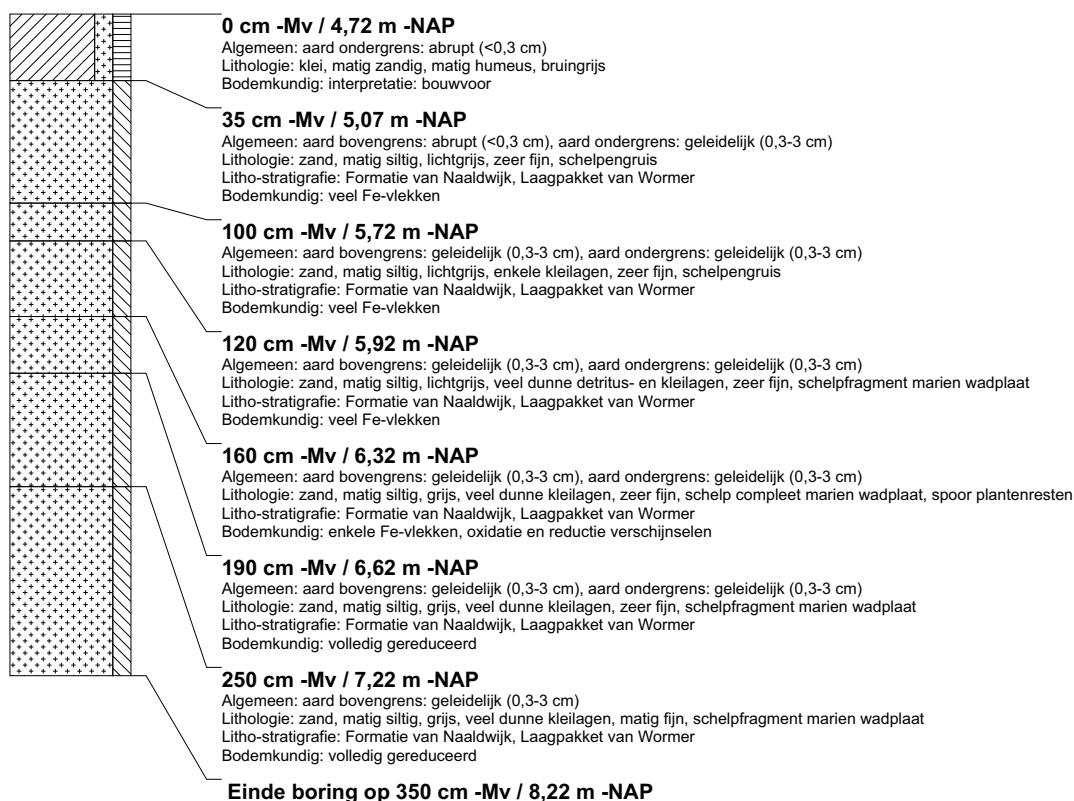 0 cm -Mv / 4,72 m -NAP
Algemeen: aard ondergrens: abrupt (<0,3 cm)
Lithologie: klei, matig zandig, matig humeus, bruingrijs
Bodemkundig: interpretatie: bouwvoor
35 cm -Mv / 5,07 m -NAP
Algemeen: aard bovengrens: abrupt (<0,3 cm), aard ondergrens: geleidelijk (0,3-3 cm)
Lithologie: zand, matig siltig, lichtgrijs, zeer fijn, schelpengruis
Litho-stratigrafie: Formatie van Naaldwijk, Laagpakket van Wormer
Bodemkundig: veel Fe-vlekken
100 cm -Mv / 5,72 m -NAP
Algemeen: aard bovengrens: geleidelijk (0,3-3 cm), aard ondergrens: geleidelijk (0,3-3 cm)
Lithologie: zand, matig siltig, lichtgrijs, enkele kleilagen, zeer fijn, schelpengruis
Litho-stratigrafie: Formatie van Naaldwijk, Laagpakket van Wormer
Bodemkundig: veel Fe-vlekken
120 cm -Mv / 5,92 m -NAP
Algemeen: aard bovengrens: geleidelijk (0,3-3 cm), aard ondergrens: geleidelijk (0,3-3 cm)
Lithologie: zand, matig siltig, lichtgrijs, veel dunne detritus- en kleilagen, zeer fijn, schelpfragment marien wadplaat
Litho-stratigrafie: Formatie van Naaldwijk, Laagpakket van Wormer
Bodemkundig: veel Fe-vlekken
160 cm -Mv / 6,32 m -NAP
Algemeen: aard bovengrens: geleidelijk (0,3-3 cm), aard ondergrens: geleidelijk (0,3-3 cm)
Lithologie: zand, matig siltig, grijs, veel dunne kleilagen, zeer fijn, schelp compleet marien wadplaat, spoor plantenresten
Litho-stratigrafie: Formatie van Naaldwijk, Laagpakket van Wormer
Bodemkundig: enkele Fe-vlekken, oxidatie en reductie verschijnselen
190 cm -Mv / 6,62 m -NAP
Algemeen: aard bovengrens: geleidelijk (0,3-3 cm), aard ondergrens: geleidelijk (0,3-3 cm)
Lithologie: zand, matig siltig, grijs, veel dunne kleilagen, zeer fijn, schelpfragment marien wadplaat
Litho-stratigrafie: Formatie van Naaldwijk, Laagpakket van Wormer
Bodemkundig: volledig gereduceerd
250 cm -Mv / 7,22 m -NAP
Algemeen: aard bovengrens: geleidelijk (0,3-3 cm)
Lithologie: zand, matig siltig, grijs, veel dunne kleilagen, matig fijn, schelpfragment marien wadplaat
Litho-stratigrafie: Formatie van Naaldwijk, Laagpakket van Wormer
Bodemkundig: volledig gereduceerd
Einde boring op 350 cm -Mv / 8,22 m -NAP